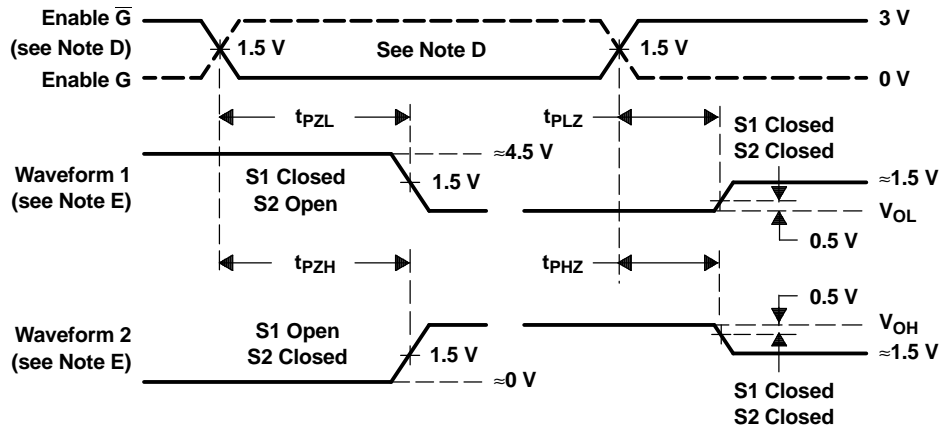 Enable G̅
(see Note D)
Enable G
1.5 V
See Note D
1.5 V
3 V
0 V
tPZL
tPLZ
S1 Closed
S2 Closed
≈4.5 V
Waveform 1
(see Note E)
S1 Closed
S2 Open
1.5 V
≈1.5 V
VOL
0.5 V
tPZH
tPHZ
0.5 V
Waveform 2
(see Note E)
S1 Open
S2 Closed
1.5 V
≈0 V
VOH
≈1.5 V
S1 Closed
S2 Closed